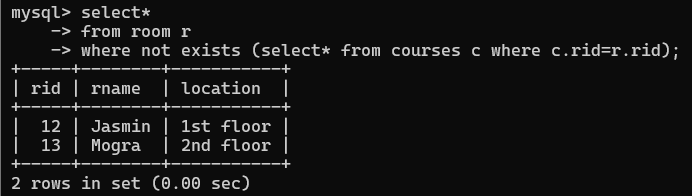 mysql> select*
    -> from room r
    -> where not exists (select* from courses c where c.rid=r.rid);
+-----+--------+-----------+
| rid | rname  | location  |
+-----+--------+-----------+
|  12 | Jasmin | 1st floor |
|  13 | Mogra  | 2nd floor |
+-----+--------+-----------+
2 rows in set (0.00 sec)